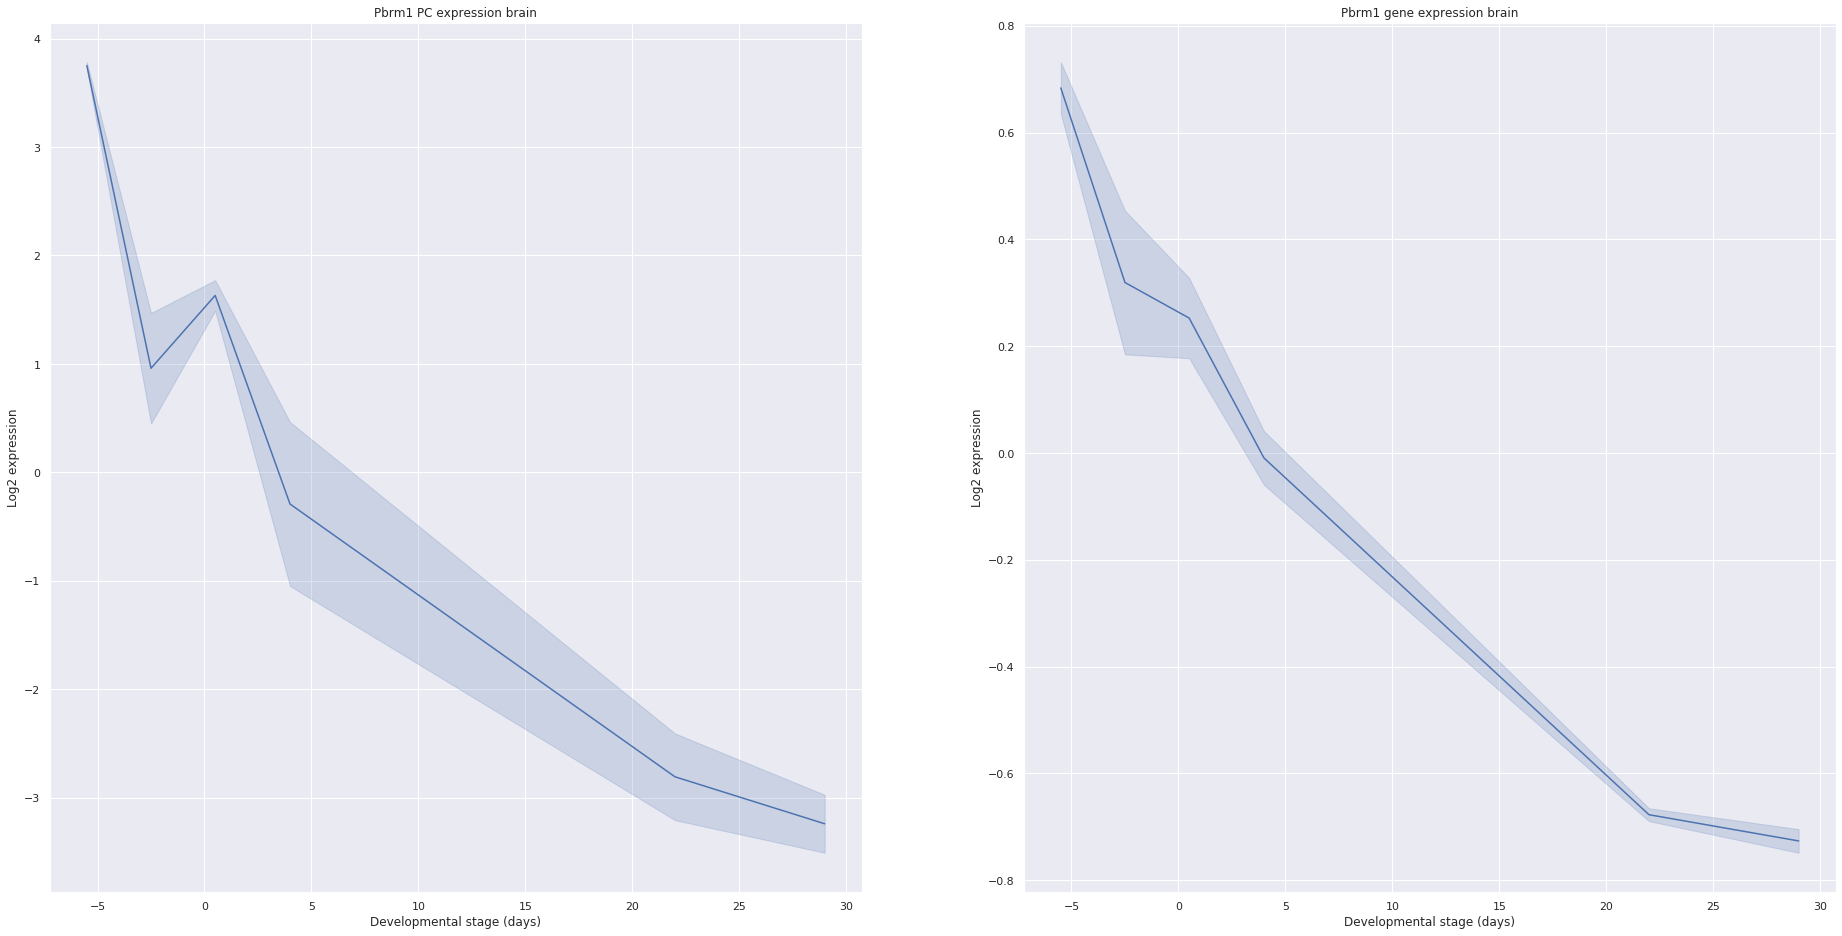 Pbrm1 PC expression brain
Log2 expression
4
3
2
1
0
−1
−2
−3
−5 0 5 10 15 20 25 30
Developmental stage (days)
Pbrm1 gene expression brain
Log2 expression
0.8
0.6
0.4
0.2
0.0
−0.2
−0.4
−0.6
−0.8
−5 0 5 10 15 20 25 30
Developmental stage (days)